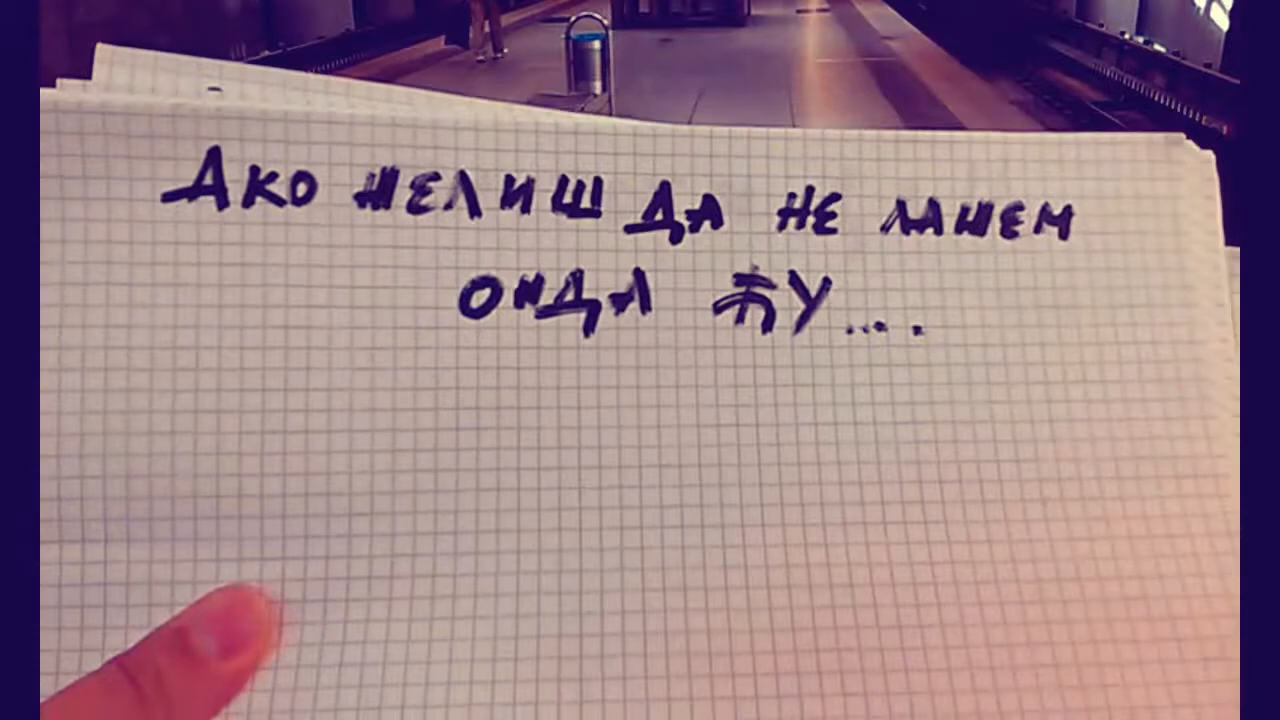 Ако желиш да не лажем
онда ћу....